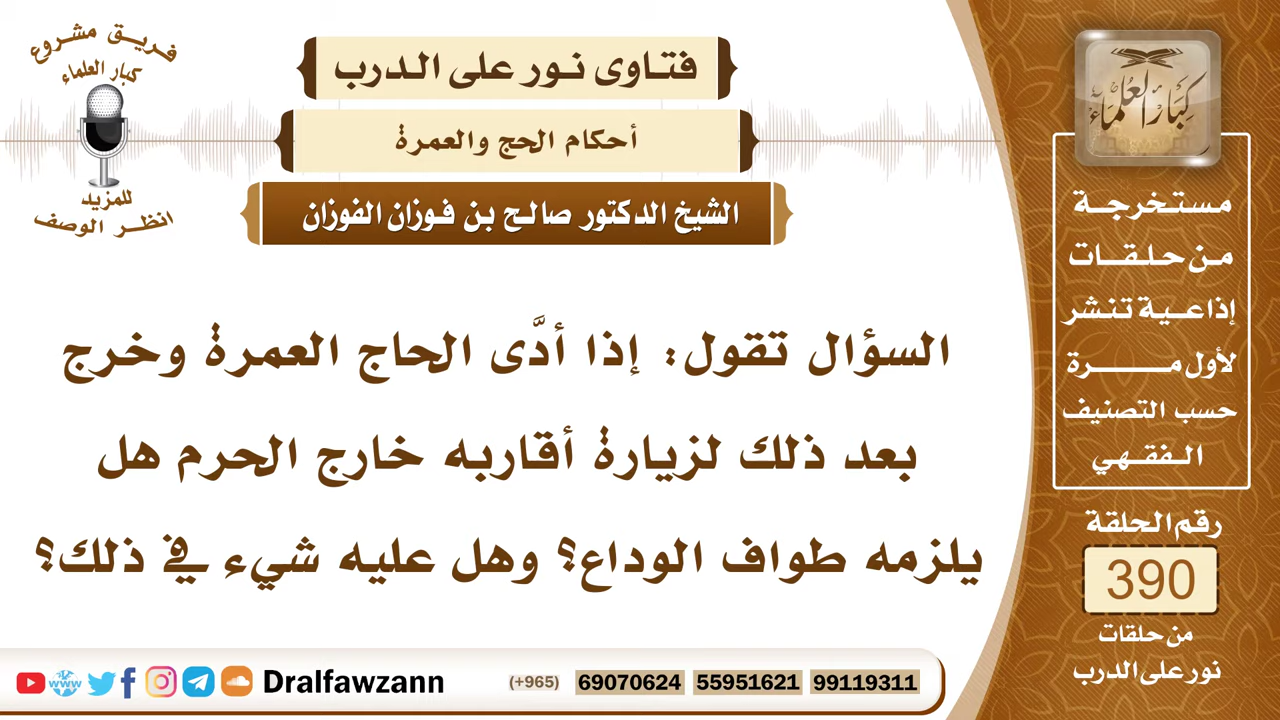 فريق مشروع
كبار العلماء
للمزيد
انظر الوصف
فتاوى نور على الدرب
أحكام الحج والعمرة
الشيخ الدكتور صالح بن فوزان الفوزان
السؤال تقول: إذا أدَّى الحاج العمرة وخرج
بعد ذلك لزيارة أقاربه خارج الحرم هل
يلزمه طواف الوداع؟ وهل عليه شيء في ذلك؟
كبار العلماء
مستخرجة
من حلقات
إذاعية تنشر
لأول مرة
حسب التصنيف
الفقهي
رقم الحلقة
390
من حلقات
نور على الدرب
www Dralfawzann (+965) 69070624 55951621 99119311